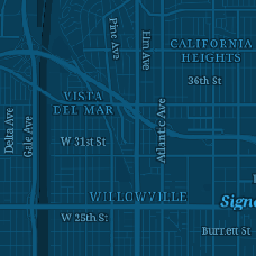 Pine Ave
Elm Ave
CALIFORNIA
HEIGHTS
36th St
VISTA
DEL MAR
Delta Ave
Gale Ave
W 31st St
Atlantic Ave
WILLOWVILLE
W 25th St
Signa
Burnett St